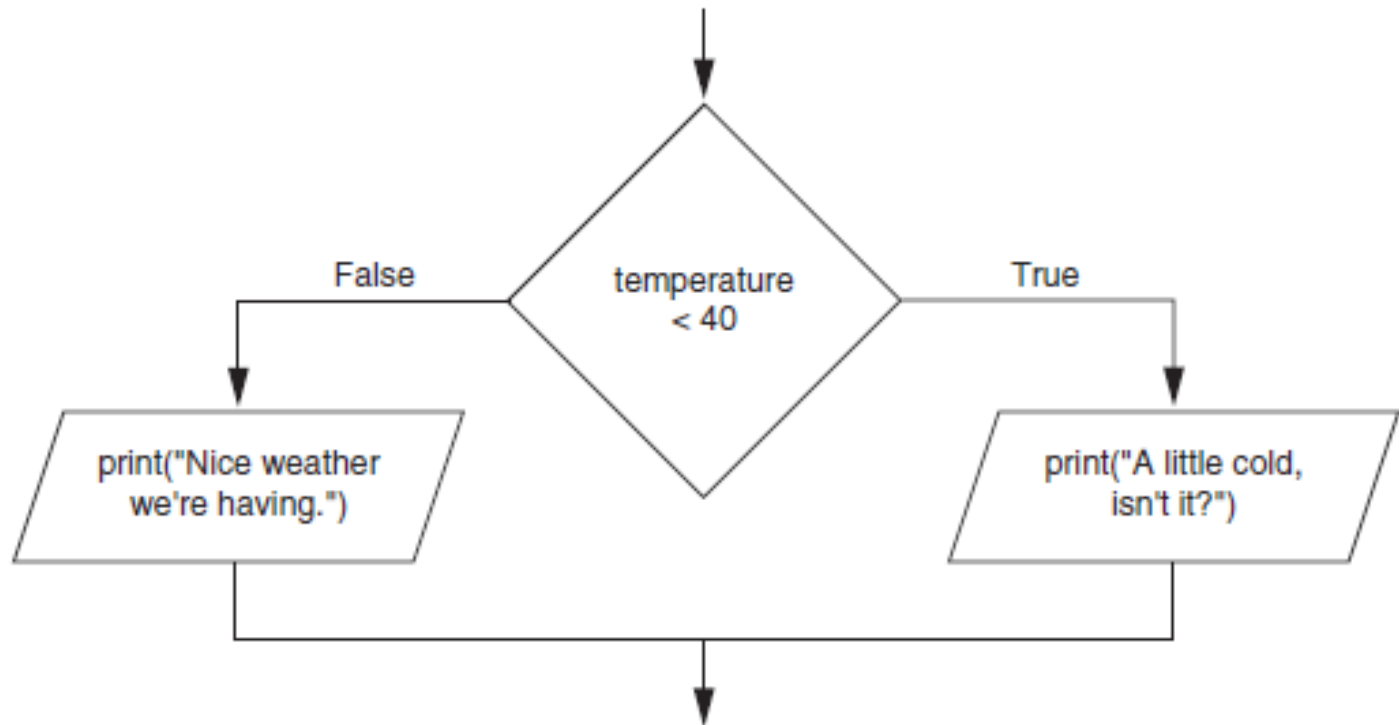 False
temperature
< 40
True
print("Nice weather
we're having.")
print("A little cold,
isn't it?")